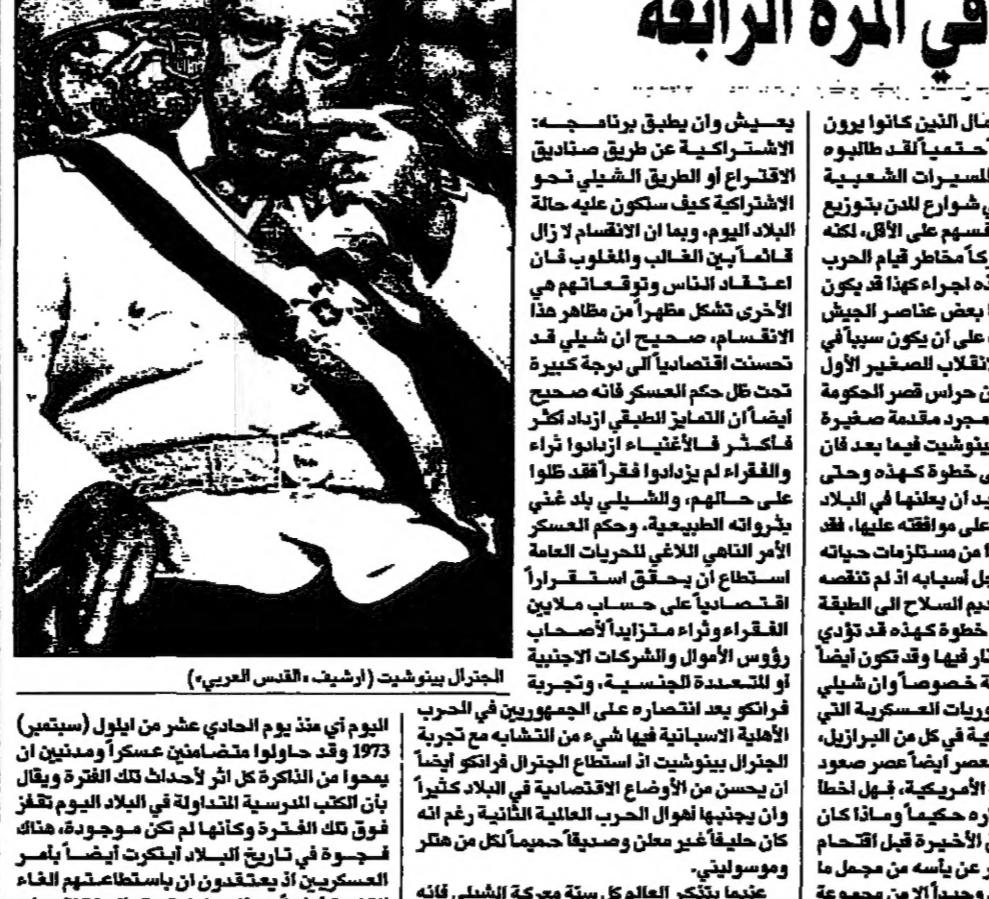 في المرة الرابعة
مال الذين كانوا يرون
حتمياً لقد طالبوه
للسيرات الشعبية
ي شوارع المدن بتوزيع
فسهم على الأقل، لكنه
ركاً مخاطر قيام الحرب
ذه اجراء كهذا قد يكون
بعض عناصر الجيش
على أن يكون سبباً في
لانقلاب الصغير الأول
ن حراس قصر الحكومة
مجرد مقدمة صغيرة
بينوشيت فيما بعد فان
ى خطوة كهذه وحتى
يد أن يعلنها في البلاد
على موافقته عليها، فقد
اً من مستلزمات حياته
جل أسبابه اذ لم تنقصه
ديم السلاح الى الطبقة
خطوة كهذه قد تؤدي
نار فيها وقد تكون أيضاً
ة خصوصاً وان شيلي
وريات العسكرية التي
كية في كل من البرازيل،
لعصر أيضاً عصر صعود
الأمريكية، فهل أخطأ
اره حكيماً وماذا كان
الأخيرة قبل اقتحام
ر عن يأسه من مجمل ما
وحيداً الا من مجموعة
يعيش وان يطبق برنامجه:
الاشتراكية عن طريق صناديق
الاقتراع أو الطريق الشيلي نحو
الاشتراكية كيف ستكون عليه حالة
البلاد اليوم، وبما ان الانقسام لا زال
قائماً بين الغالب والمغلوب فان
اعتقاد الناس وتوقعاتهم هي
الأخرى تشكل مظهراً من مظاهر هذا
الانقسام، صحيح ان شيلي قد
تحسنت اقتصادياً الى درجة كبيرة
تحت ظل حكم العسكر فانه صحيح
أيضاً ان التمايز الطبقي ازداد أكثر
فأكثر فالأغنياء ازدادوا ثراء
والفقراء لم يزدادوا فقراً فقد ظلوا
على حالهم، والشيلي بلد غني
بثرواته الطبيعية، وحكم العسكر
الأمر الناهي اللاغي للحريات العامة
استطاع أن يحقق استقراراً
اقتصادياً على حساب ملايين
الفقراء وثراء متزايداً لأصحاب
رؤوس الأموال والشركات الاجنبية
أو المتعددة الجنسية، وتجربة
فرانكو بعد انتصاره على الجمهوريين في الحرب
الأهلية الاسبانية فيها شيء من التشابه مع تجربة
الجنرال بينوشيت اذ استطاع الجنرال فرانكو أيضاً
ان يحسن من الأوضاع الاقتصادية في البلاد كثيراً
وان يجنبها أهوال الحرب العالمية الثانية رغم انه
كان حليفاً غير معلن وصديقاً حميماً لكل من هتلر
وموسوليني.
عندما يتذكر العالم كل سنة معركة الشيلي فانه
الجنرال بينوشيت (ارشيف «القدس العربي»)
اليوم أي منذ يوم الحادي عشر من ايلول (سبتمبر)
1973 وقد حاولوا متضامنين عسكراً ومدنيين ان
يمحوا من الذاكرة كل اثر لأحداث تلك الفترة ويقال
بأن الكتب المدرسية المتداولة في البلاد اليوم تقفز
فوق تلك الفترة وكأنها لم تكن موجودة، هناك
فجوة في تاريخ البلاد أبتكرت أيضاً بأمر
العسكريين اذ يعتقدون ان باستطاعتهم الغاء